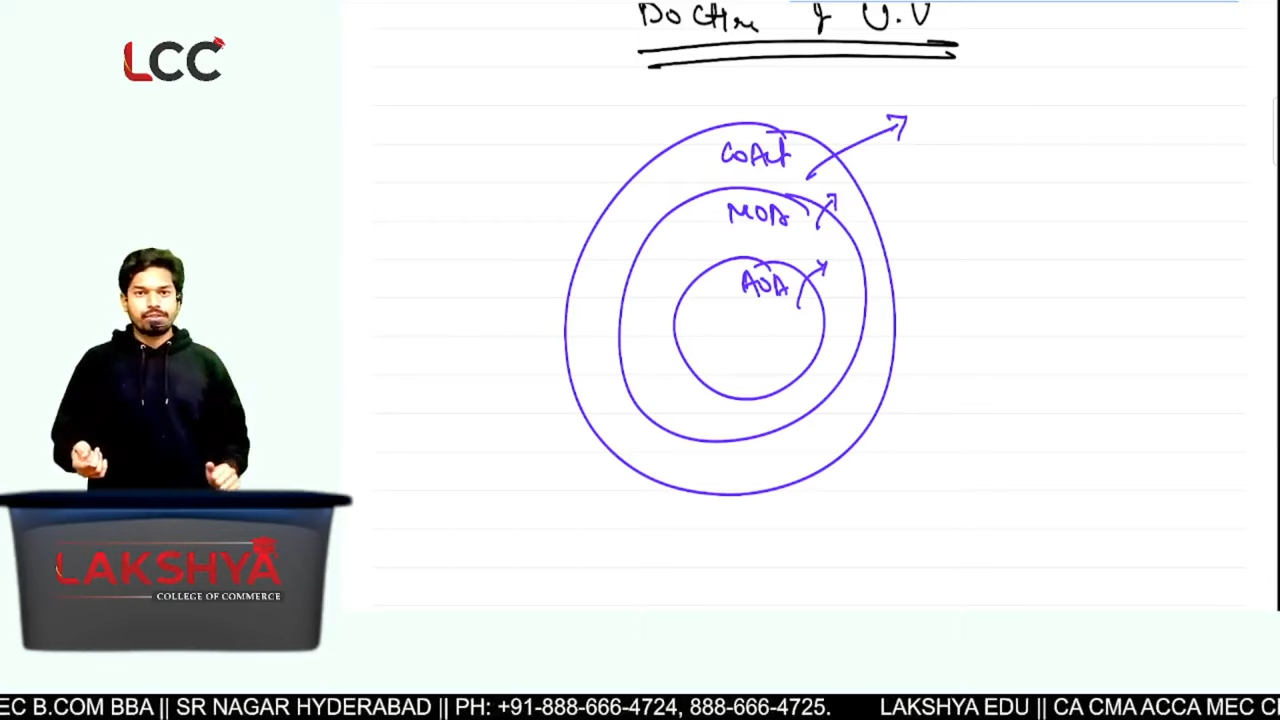 Doctrine of U.V
LCC
CoAct
MOA
AOA
LAKSHYA
COLLEGE OF COMMERCE
EC B.COM BBA || SR NAGAR HYDERABAD || PH: +91-888-666-4724, 888-666-4725. LAKSHYA EDU || CA CMA ACCA MEC C